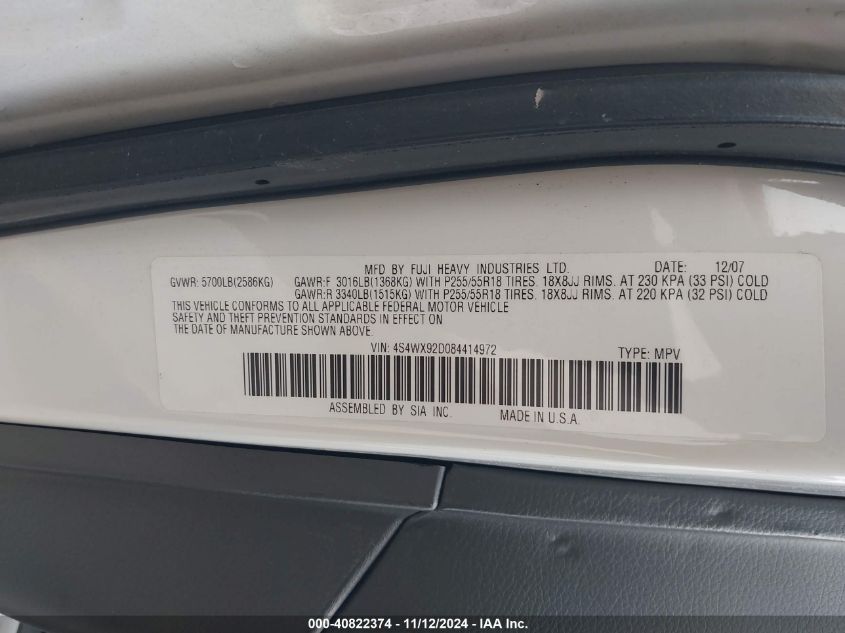 MFD BY FUJI HEAVY INDUSTRIES LTD. DATE: 12/07
GVWR: 5700LB(2586KG) GAWR:F 3016LB(1368KG) WITH P255/55R18 TIRES. 18X8JJ RIMS. AT 230 KPA (33 PSI) COLD
GAWR:R 3340LB(1515KG) WITH P255/55R18 TIRES. 18X8JJ RIMS. AT 220 KPA (32 PSI) COLD
THIS VEHICLE CONFORMS TO ALL APPLICABLE FEDERAL MOTOR VEHICLE
SAFETY AND THEFT PREVENTION STANDARDS IN EFFECT ON
THE DATE OF MANUFACTURE SHOWN ABOVE.
VIN: 4S4WX92D084414972 TYPE: MPV
ASSEMBLED BY SIA INC. MADE IN U.S.A.
000-40822374 - 11/12/2024 - IAA Inc.